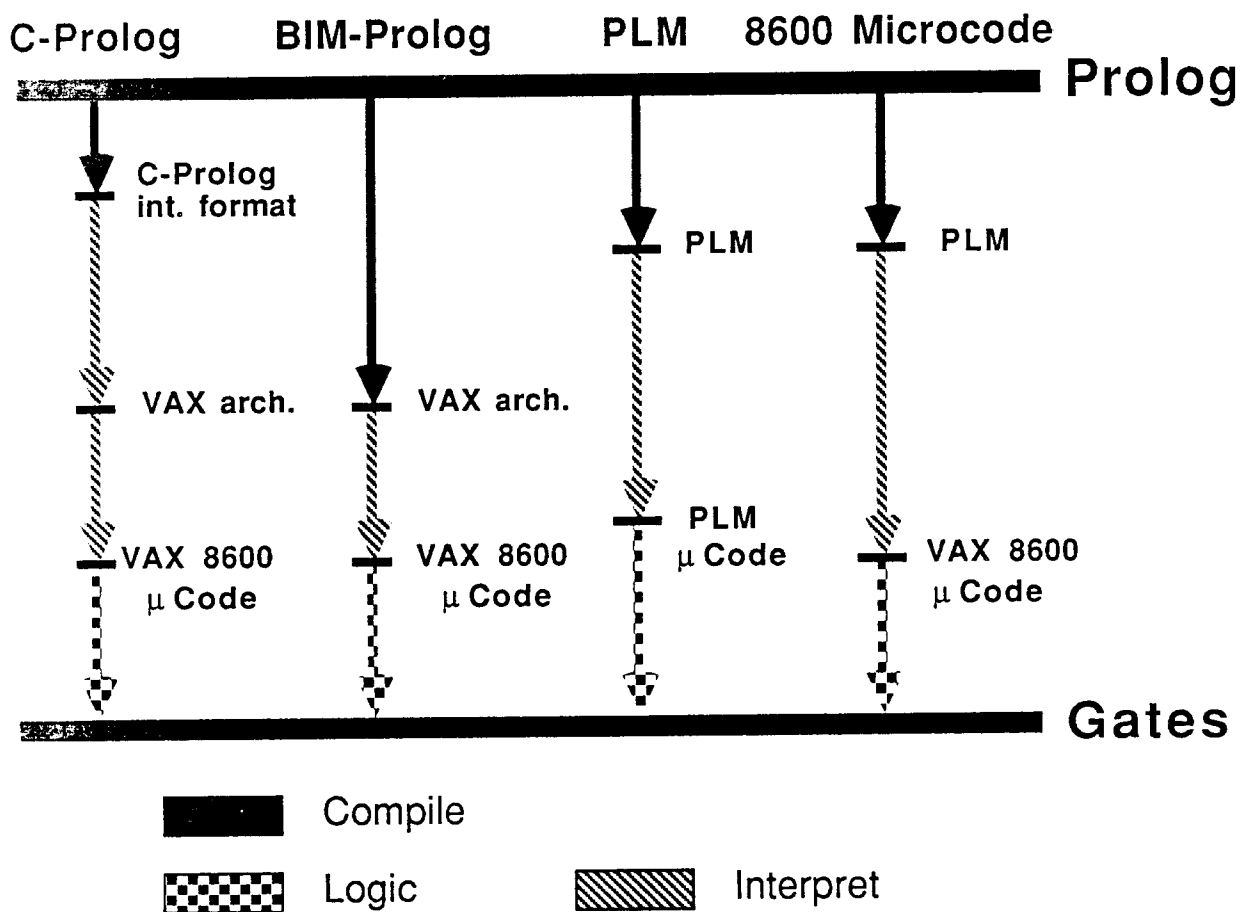 C-Prolog BIM-Prolog PLM 8600 Microcode
Prolog
C-Prolog
int. format
PLM
PLM
VAX arch.
VAX arch.
PLM
μ Code
VAX 8600
μ Code
VAX 8600
μ Code
VAX 8600
μ Code
Gates
Compile
Logic
Interpret